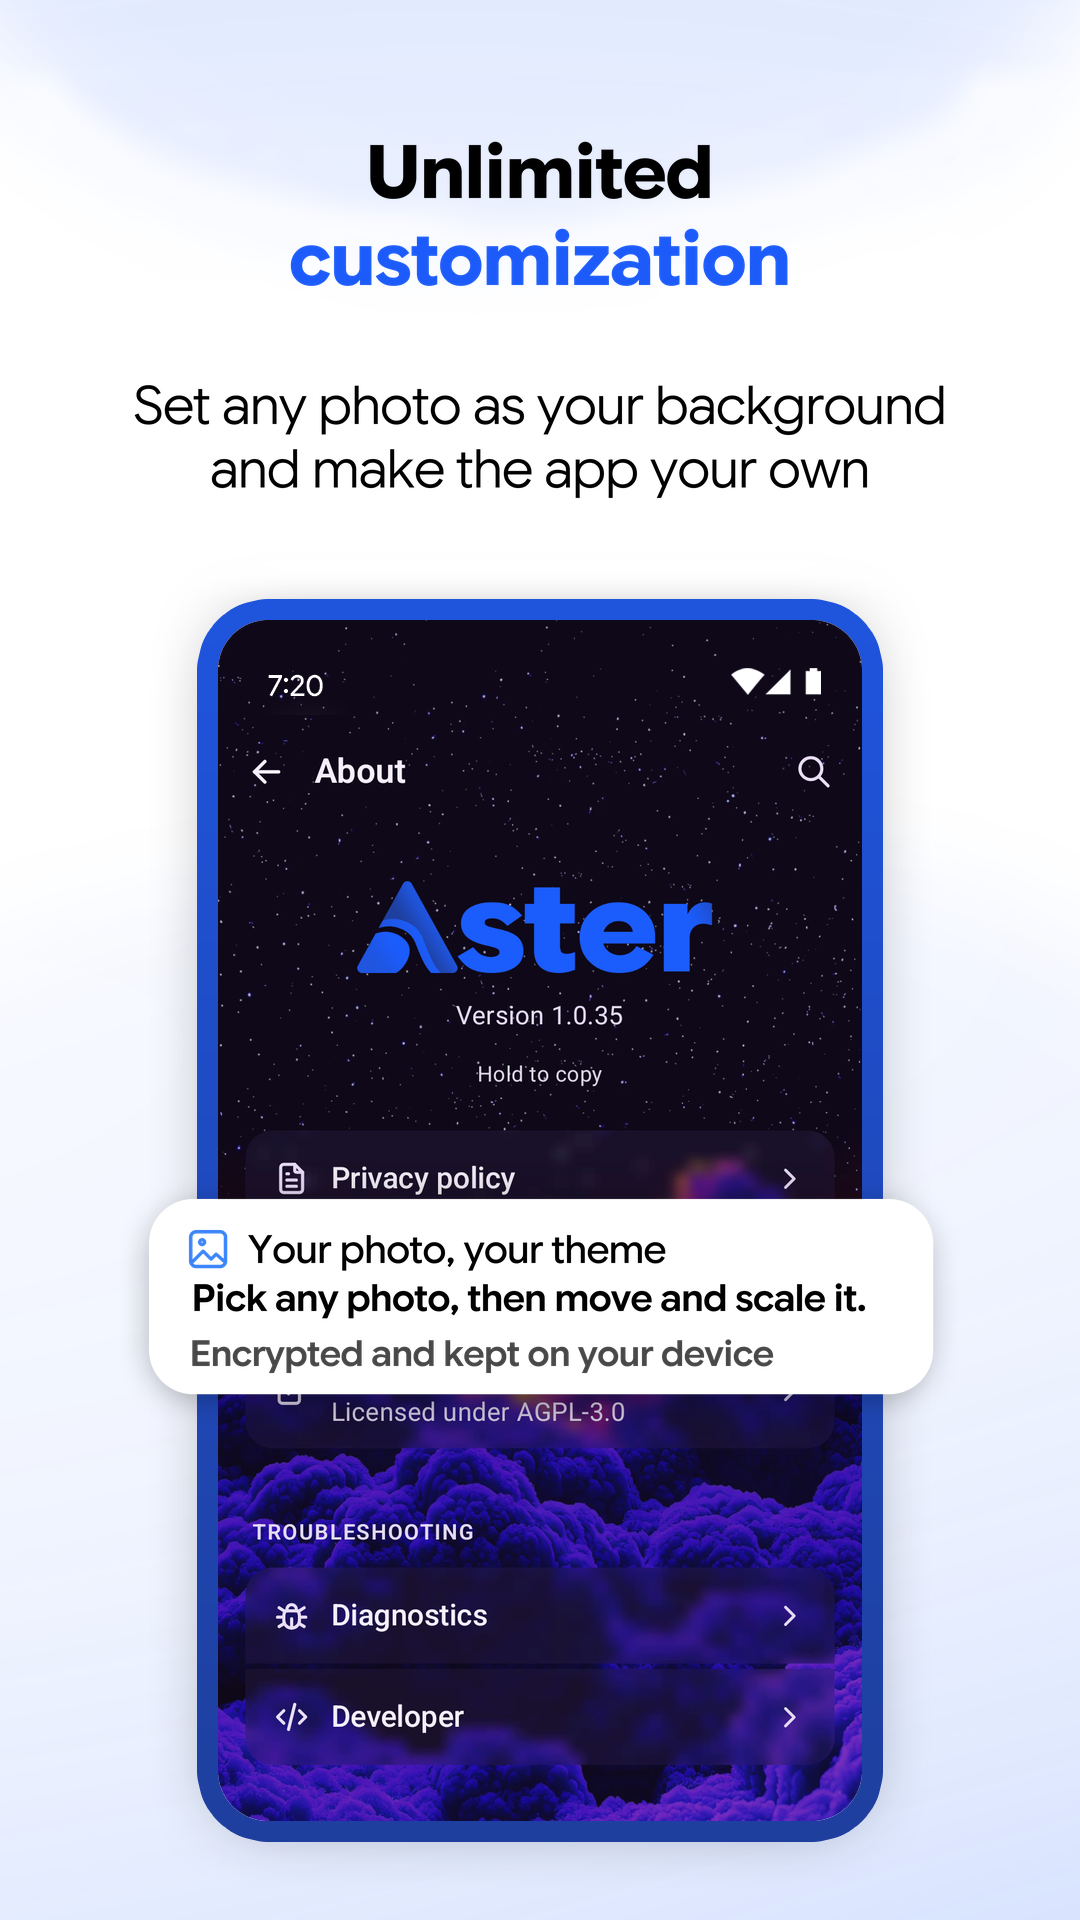 Unlimited
customization
Set any photo as your background
and make the app your own
7:20
About
Aster
Version 1.0.35
Hold to copy
Privacy policy
Your photo, your theme
Pick any photo, then move and scale it.
Encrypted and kept on your device
Licensed under AGPL-3.0
TROUBLESHOOTING
Diagnostics
Developer